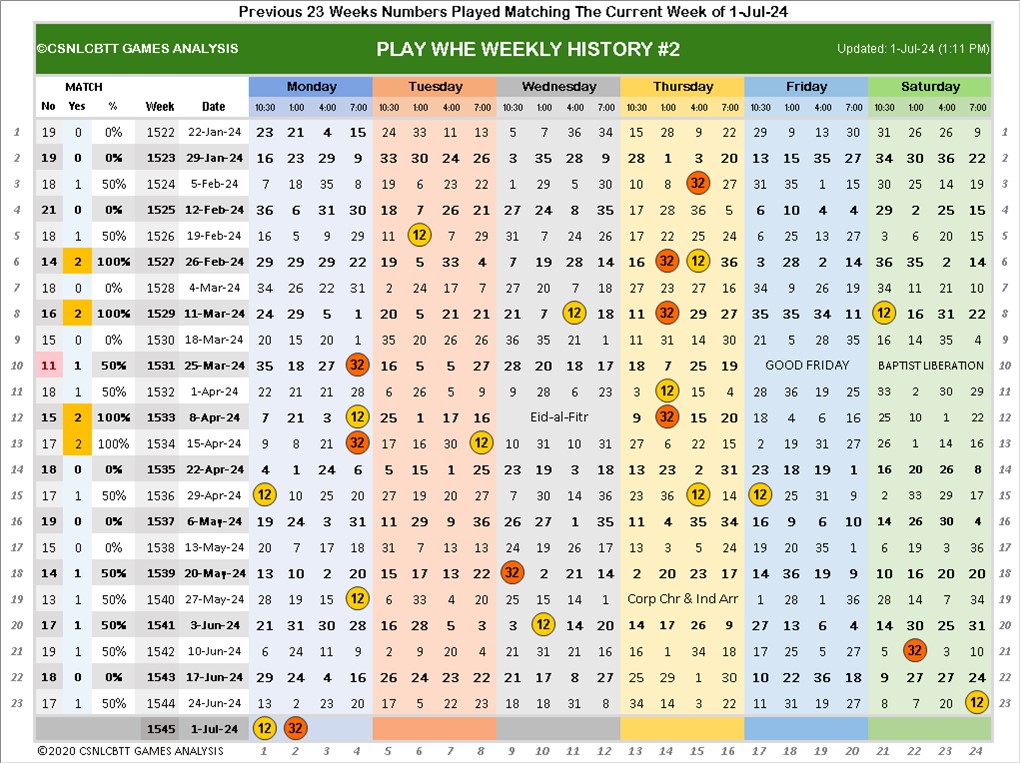 Previous 23 Weeks Numbers Played Matching The Current Week of 1-Jul-24
©CSNLCBTT GAMES ANALYSIS PLAY WHE WEEKLY HISTORY #2 Updated: 1-Jul-24 (1:11 PM)
MATCH Monday Tuesday Wednesday Thursday Friday Saturday
No Yes % Week Date 10:30 1:00 4:00 7:00 10:30 1:00 4:00 7:00 10:30 1:00 4:00 7:00 10:30 1:00 4:00 7:00 10:30 1:00 4:00 7:00 10:30 1:00 4:00 7:00
1 19 0 0% 1522 22-Jan-24 23 21 4 15 24 33 11 13 5 7 36 34 15 28 9 22 29 9 13 30 31 26 26 9 1
2 19 0 0% 1523 29-Jan-24 16 23 29 9 33 30 24 26 3 35 28 9 28 1 3 20 13 15 35 27 34 30 36 22 2
3 18 1 50% 1524 5-Feb-24 7 18 35 8 19 6 23 22 1 29 5 30 10 8 32 27 31 35 1 15 30 25 14 19 3
4 21 0 0% 1525 12-Feb-24 36 6 31 30 18 7 26 21 27 24 8 35 17 28 36 5 6 10 4 4 29 2 25 15 4
5 18 1 50% 1526 19-Feb-24 16 5 9 29 11 12 7 29 31 7 24 26 17 22 25 24 6 25 13 27 3 6 20 15 5
6 14 2 100% 1527 26-Feb-24 29 29 29 22 19 5 33 4 7 19 28 14 16 32 12 36 3 28 2 14 36 35 2 14 6
7 18 0 0% 1528 4-Mar-24 34 26 22 31 2 24 17 7 27 20 7 18 27 23 27 16 34 9 26 19 34 11 21 10 7
8 16 2 100% 1529 11-Mar-24 24 29 5 1 20 5 21 21 21 7 12 18 11 32 29 27 35 35 34 11 12 16 31 22 8
9 15 0 0% 1530 18-Mar-24 20 15 20 1 35 20 26 26 36 35 21 1 11 31 14 30 21 5 28 35 16 14 35 4 9
10 11 1 50% 1531 25-Mar-24 35 18 27 32 16 5 5 27 28 20 18 17 18 7 25 19 GOOD FRIDAY BAPTIST LIBERATION 10
11 18 1 50% 1532 1-Apr-24 21 21 21 28 6 26 5 9 9 28 6 23 3 12 21 4 28 36 19 25 33 2 30 29 11
12 15 2 100% 1533 8-Apr-24 7 21 3 12 25 1 17 16 Eid-al-Fitr 9 32 15 20 18 4 6 16 25 10 1 22 12
13 17 2 100% 1534 15-Apr-24 9 8 21 32 17 16 30 12 10 31 10 31 27 6 22 15 2 19 31 27 26 1 14 16 13
14 18 0 0% 1535 22-Apr-24 4 1 24 6 5 15 1 25 23 19 3 18 13 23 2 31 23 18 19 1 16 20 26 8 14
15 17 1 50% 1536 29-Apr-24 12 10 25 20 27 19 20 27 7 30 14 36 23 36 12 14 12 25 31 9 2 33 29 17 15
16 19 0 0% 1537 6-May-24 19 24 3 31 11 29 9 36 26 27 1 35 11 4 35 34 16 9 6 10 14 26 30 4 16
17 15 0 0% 1538 13-May-24 20 7 17 18 31 7 13 13 24 19 26 17 13 3 5 24 19 20 35 1 6 19 3 36 17
18 14 1 50% 1539 20-May-24 13 10 2 20 15 17 13 22 32 2 21 14 2 20 23 17 14 36 19 9 10 16 20 20 18
19 13 1 50% 1540 27-May-24 28 19 15 12 6 33 4 20 25 15 14 1 Corp Chr & Ind Arr 1 28 1 36 28 14 7 34 19
20 17 1 50% 1541 3-Jun-24 21 31 30 28 16 28 5 3 3 12 14 20 14 17 26 9 27 13 6 4 14 30 25 31 20
21 19 1 50% 1542 10-Jun-24 6 24 11 9 2 9 20 4 21 31 21 16 16 1 34 18 17 25 5 27 5 32 3 10 21
22 18 0 0% 1543 17-Jun-24 29 24 4 16 26 24 23 22 21 17 8 27 25 29 1 30 10 22 36 18 9 27 27 24 22
23 17 1 50% 1544 24-Jun-24 13 2 23 20 17 5 22 23 18 18 31 8 34 14 3 22 11 31 19 27 8 7 20 12 23
1545 1-Jul-24 12 32
©2020 CSNLCBTT GAMES ANALYSIS 1 2 3 4 5 6 7 8 9 10 11 12 13 14 15 16 17 18 19 20 21 22 23 24